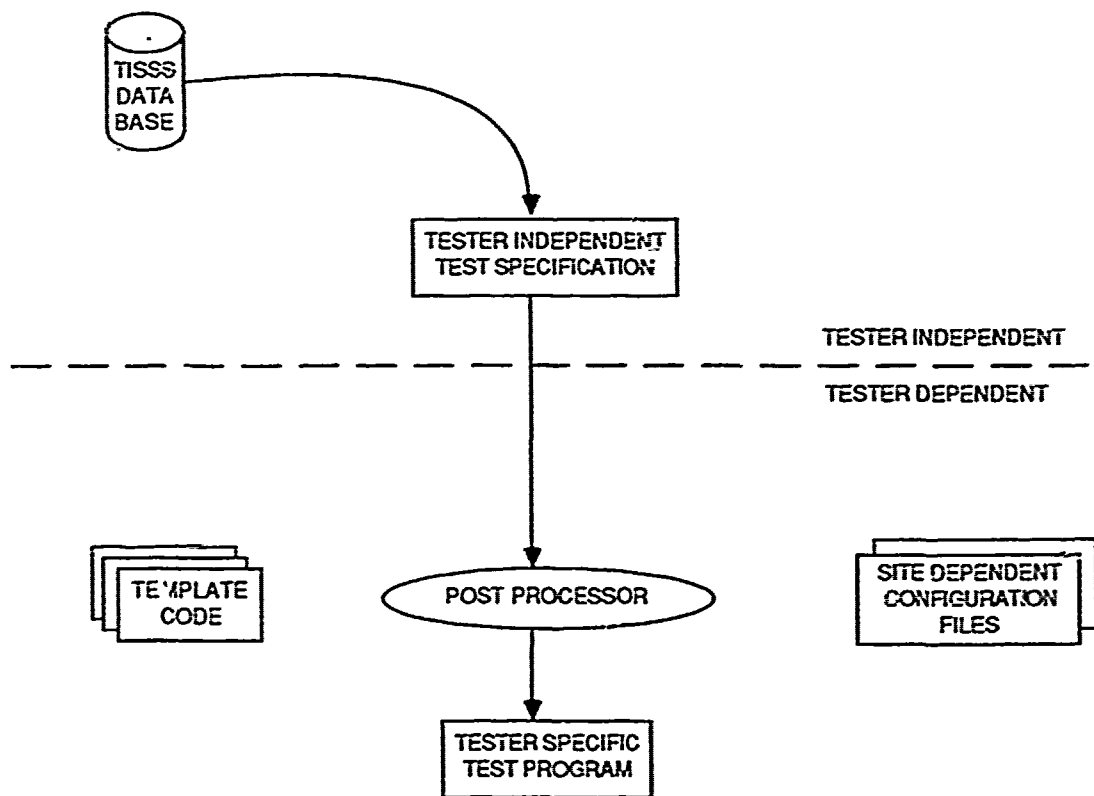 TISSS
DATA
BASE
TESTER INDEPENDENT
TEST SPECIFICATION
TESTER INDEPENDENT
TESTER DEPENDENT
TEMPLATE
CODE
POST PROCESSOR
SITE DEPENDENT
CONFIGURATION
FILES
TESTER SPECIFIC
TEST PROGRAM